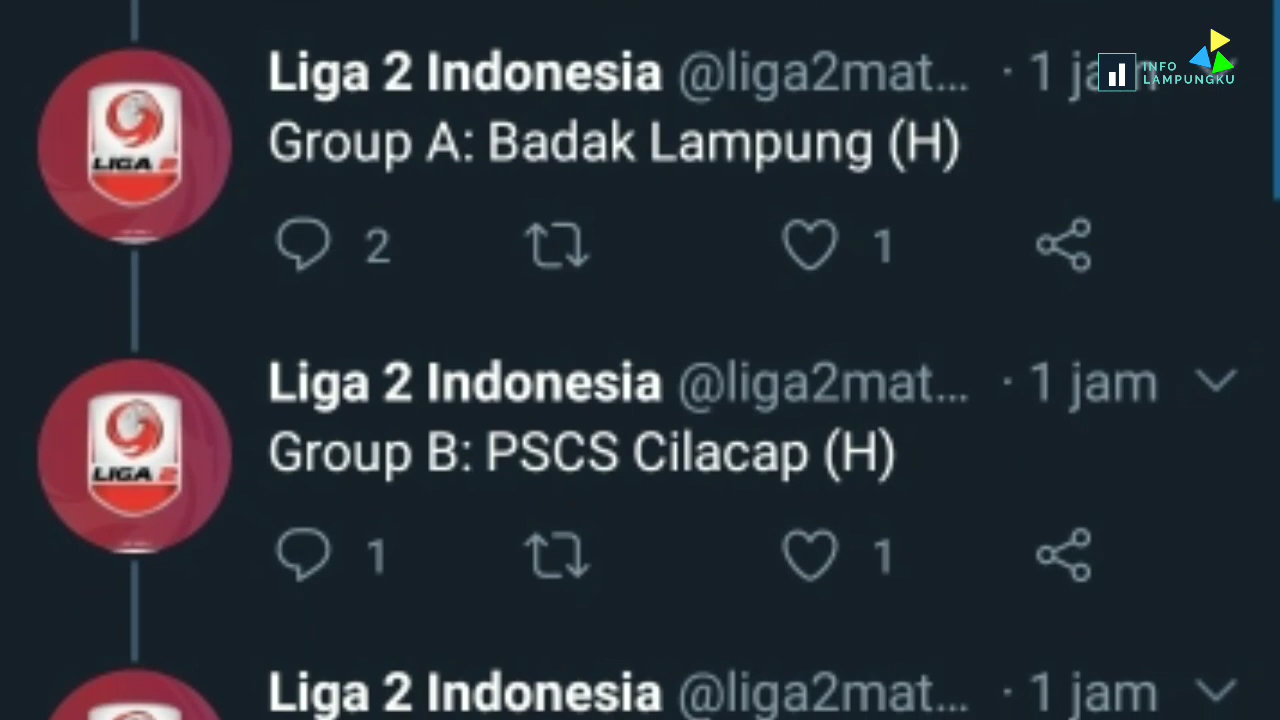 Liga 2 Indonesia @liga2mat... · 1 jam
INFO
LAMPUNGKU
LIGA 2
Group A: Badak Lampung (H)
2 1
Liga 2 Indonesia @liga2mat... · 1 jam
LIGA 2
Group B: PSCS Cilacap (H)
1 1
Liga 2 Indonesia @liga2mat... · 1 jam